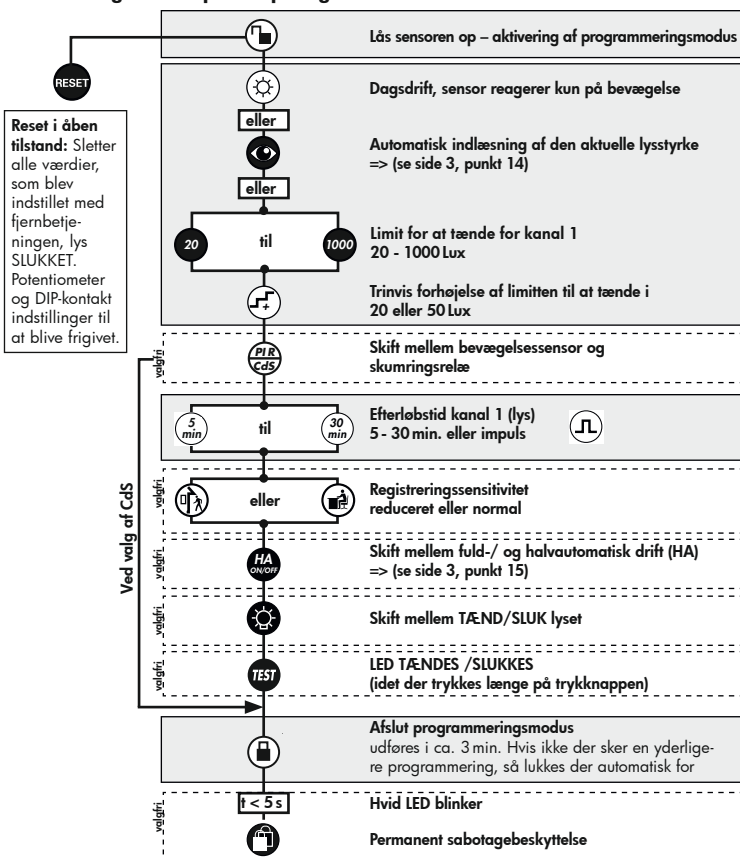 Lås sensoren op – aktivering af programmeringsmodus
RESET
Reset i åben
tilstand: Sletter
alle værdier,
som blev
indstillet med
fjernbetje-
ningen, lys
SLUKKET.
Potentiometer
og DIP-kontakt
indstillinger til
at blive frigivet.
Dagsdrift, sensor reagerer kun på bevægelse
eller
Automatisk indlæsning af den aktuelle lysstyrke
=> (se side 3, punkt 14)
eller
20 til 1000
Limit for at tænde for kanal 1
20 - 1000 Lux
Trinvis forhøjelse af limitten til at tænde i
20 eller 50 Lux
valgfri
PIR
CdS
Skift mellem bevægelsessensor og
skumringsrelæ
Ved valg af CdS
5 min til 30 min
Efterløbstid kanal 1 (lys)
5 - 30 min. eller impuls
valgfri
eller
Registreringssensitivitet
reduceret eller normal
valgfri
HA
ON/OFF
Skift mellem fuld-/ og halvautomatisk drift (HA)
=> (se side 3, punkt 15)
valgfri
Skift mellem TÆND/SLUK lyset
valgfri
TEST
LED TÆNDES /SLUKKES
(idet der trykkes længe på trykknappen)
Afslut programmeringsmodus
udføres i ca. 3 min. Hvis ikke der sker en yderlige-
re programmering, så lukkes der automatisk for
valgfri
t < 5 s
Hvid LED blinker
Permanent sabotagebeskyttelse